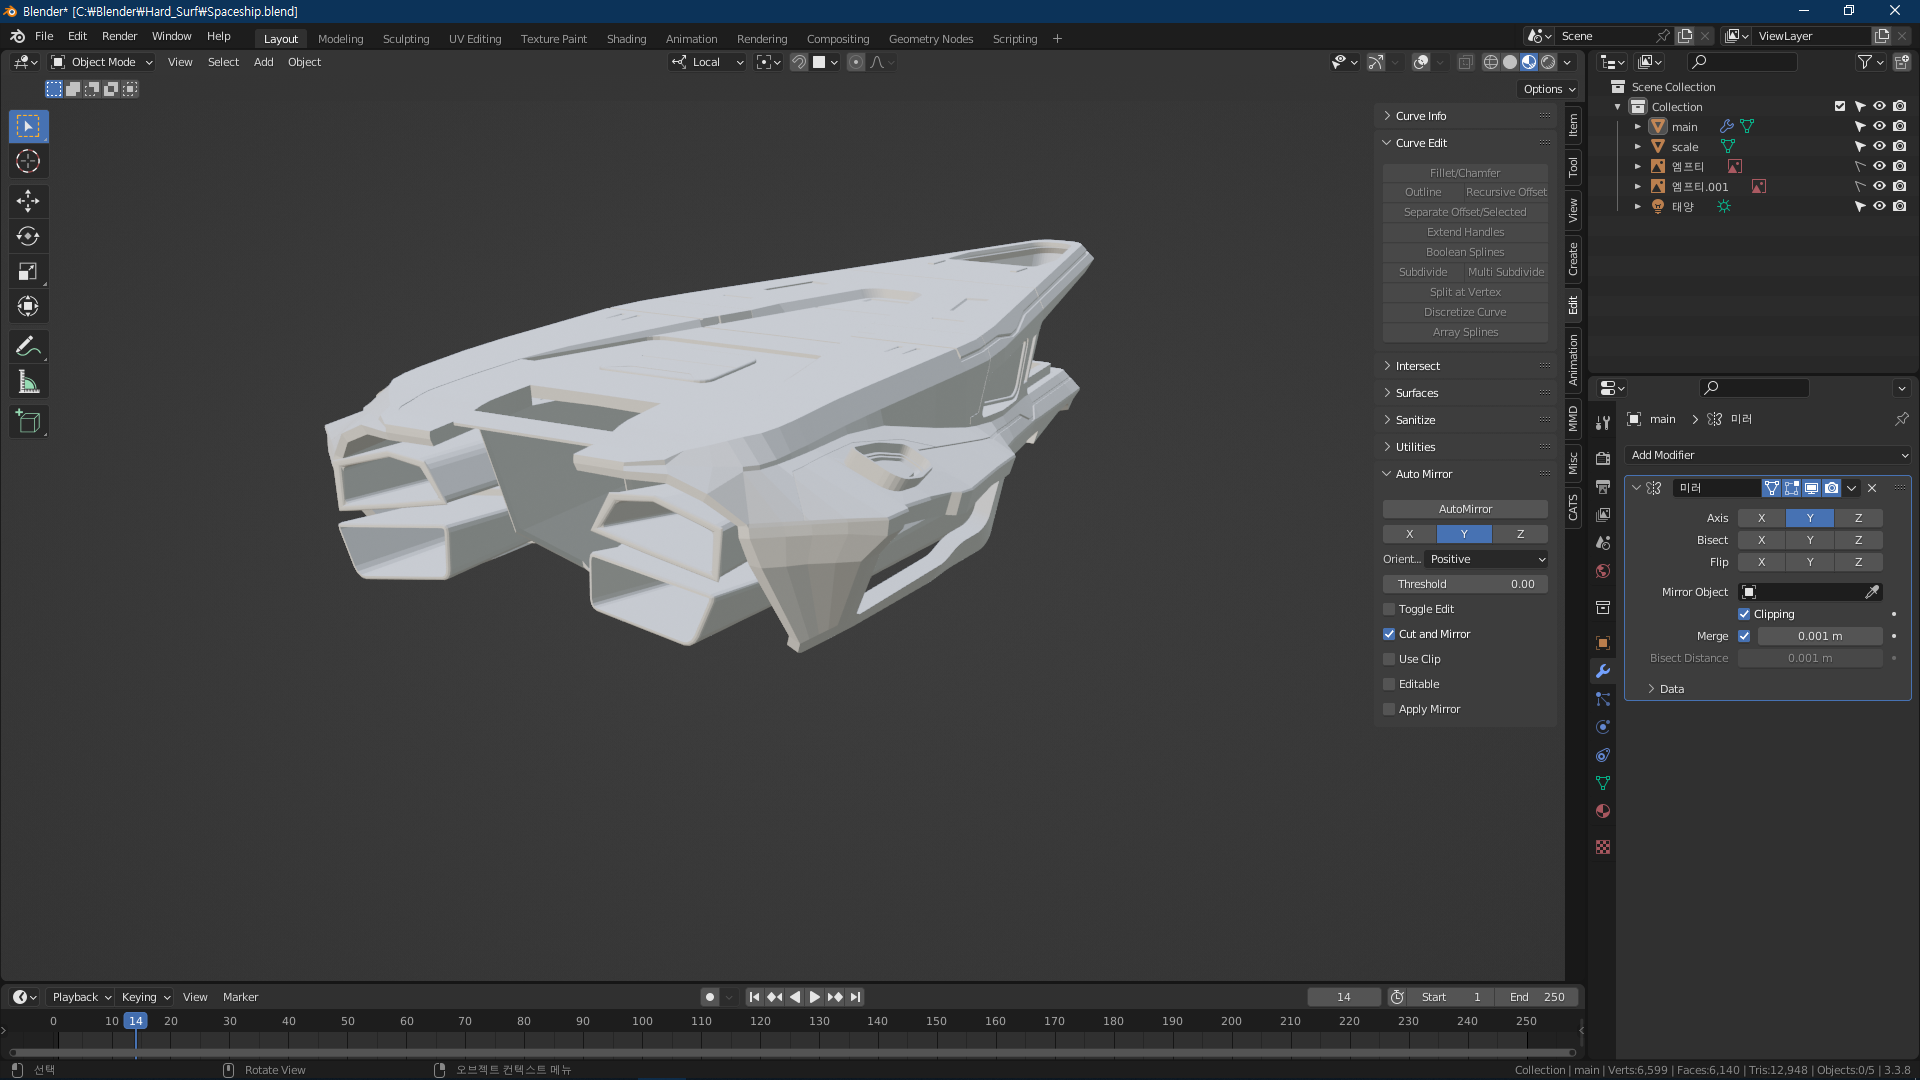 Blender* [C:₩Blender₩Hard_Surf₩Spaceship.blend]
File Edit Render Window Help Layout Modeling Sculpting UV Editing Texture Paint Shading Animation Rendering Compositing Geometry Nodes Scripting + Scene ViewLayer
Object Mode View Select Add Object Local
Options
Curve Info
Curve Edit
Fillet/Chamfer
Outline Recursive Offset
Separate Offset/Selected
Extend Handles
Boolean Splines
Subdivide Multi Subdivide
Split at Vertex
Discretize Curve
Array Splines
Intersect
Surfaces
Sanitize
Utilities
Auto Mirror
AutoMirror
X Y Z
Orient... Positive
Threshold 0.00
Toggle Edit
Cut and Mirror
Use Clip
Editable
Apply Mirror
Item
Tool
View
Create
Edit
Animation
MMD
Misc
CATS
Scene Collection
Collection
main
scale
엠프티
엠프티.001
태양
main 미러
Add Modifier
미러
Axis X Y Z
Bisect X Y Z
Flip X Y Z
Mirror Object
Clipping
Merge 0.001 m
Bisect Distance 0.001 m
Data
Playback Keying View Marker 14 Start 1 End 250
0 10 14 20 30 40 50 60 70 80 90 100 110 120 130 140 150 160 170 180 190 200 210 220 230 240 250
선택 Rotate View 오브젝트 컨텍스트 메뉴 Collection | main | Verts:6,599 | Faces:6,140 | Tris:12,948 | Objects:0/5 | 3.3.8